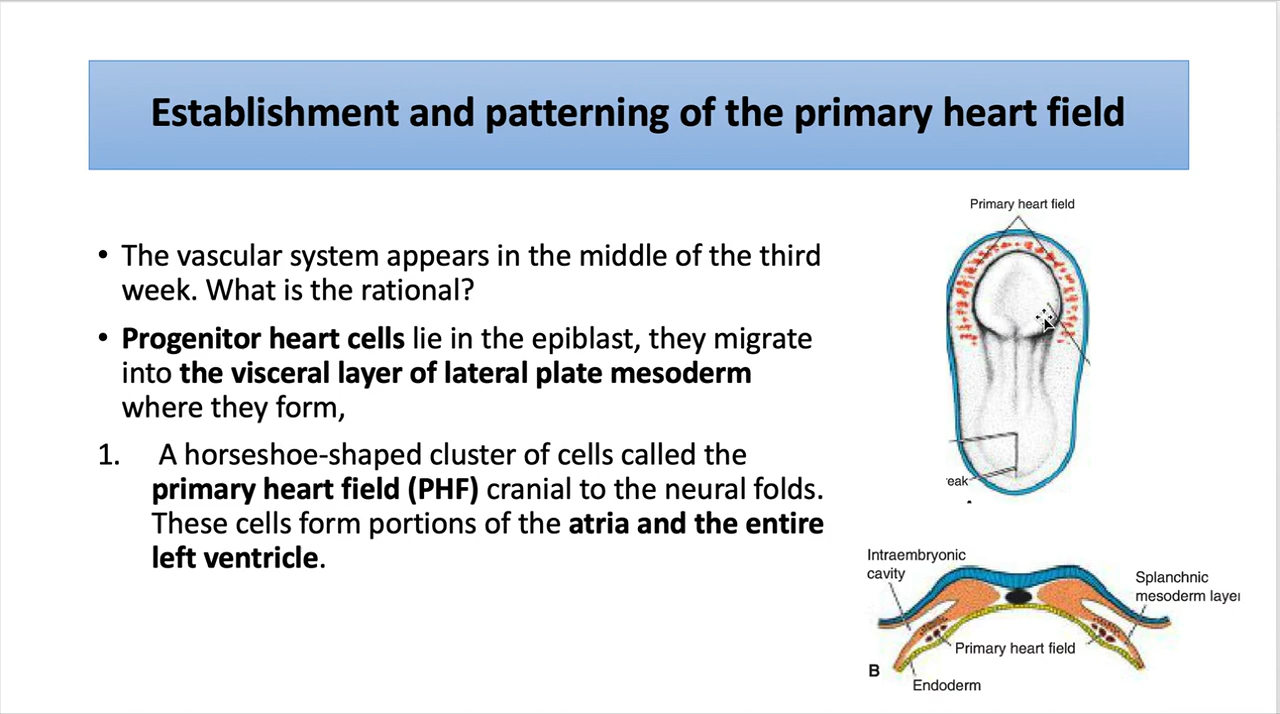 Establishment and patterning of the primary heart field
• The vascular system appears in the middle of the third
week. What is the rational?
• Progenitor heart cells lie in the epiblast, they migrate
into the visceral layer of lateral plate mesoderm
where they form,
1. A horseshoe-shaped cluster of cells called the
primary heart field (PHF) cranial to the neural folds.
These cells form portions of the atria and the entire
left ventricle.
Primary heart field
eak
Intraembryonic
cavity
Splanchnic
mesoderm layer
Primary heart field
B
Endoderm